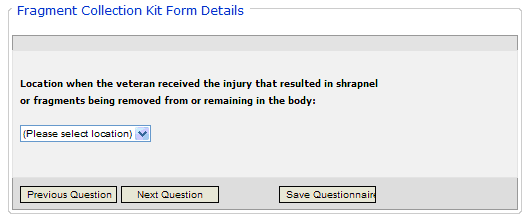 Fragment Collection Kit Form Details
Location when the veteran received the injury that resulted in shrapnel
or fragments being removed from or remaining in the body:
(Please select location)
Previous Question Next Question Save Questionnair